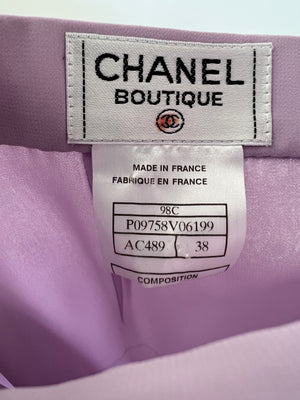 CHANEL
BOUTIQUE
MADE IN FRANCE
FABRIQUE EN FRANCE
98C
P09758V06199
AC489 38
COMPOSITION